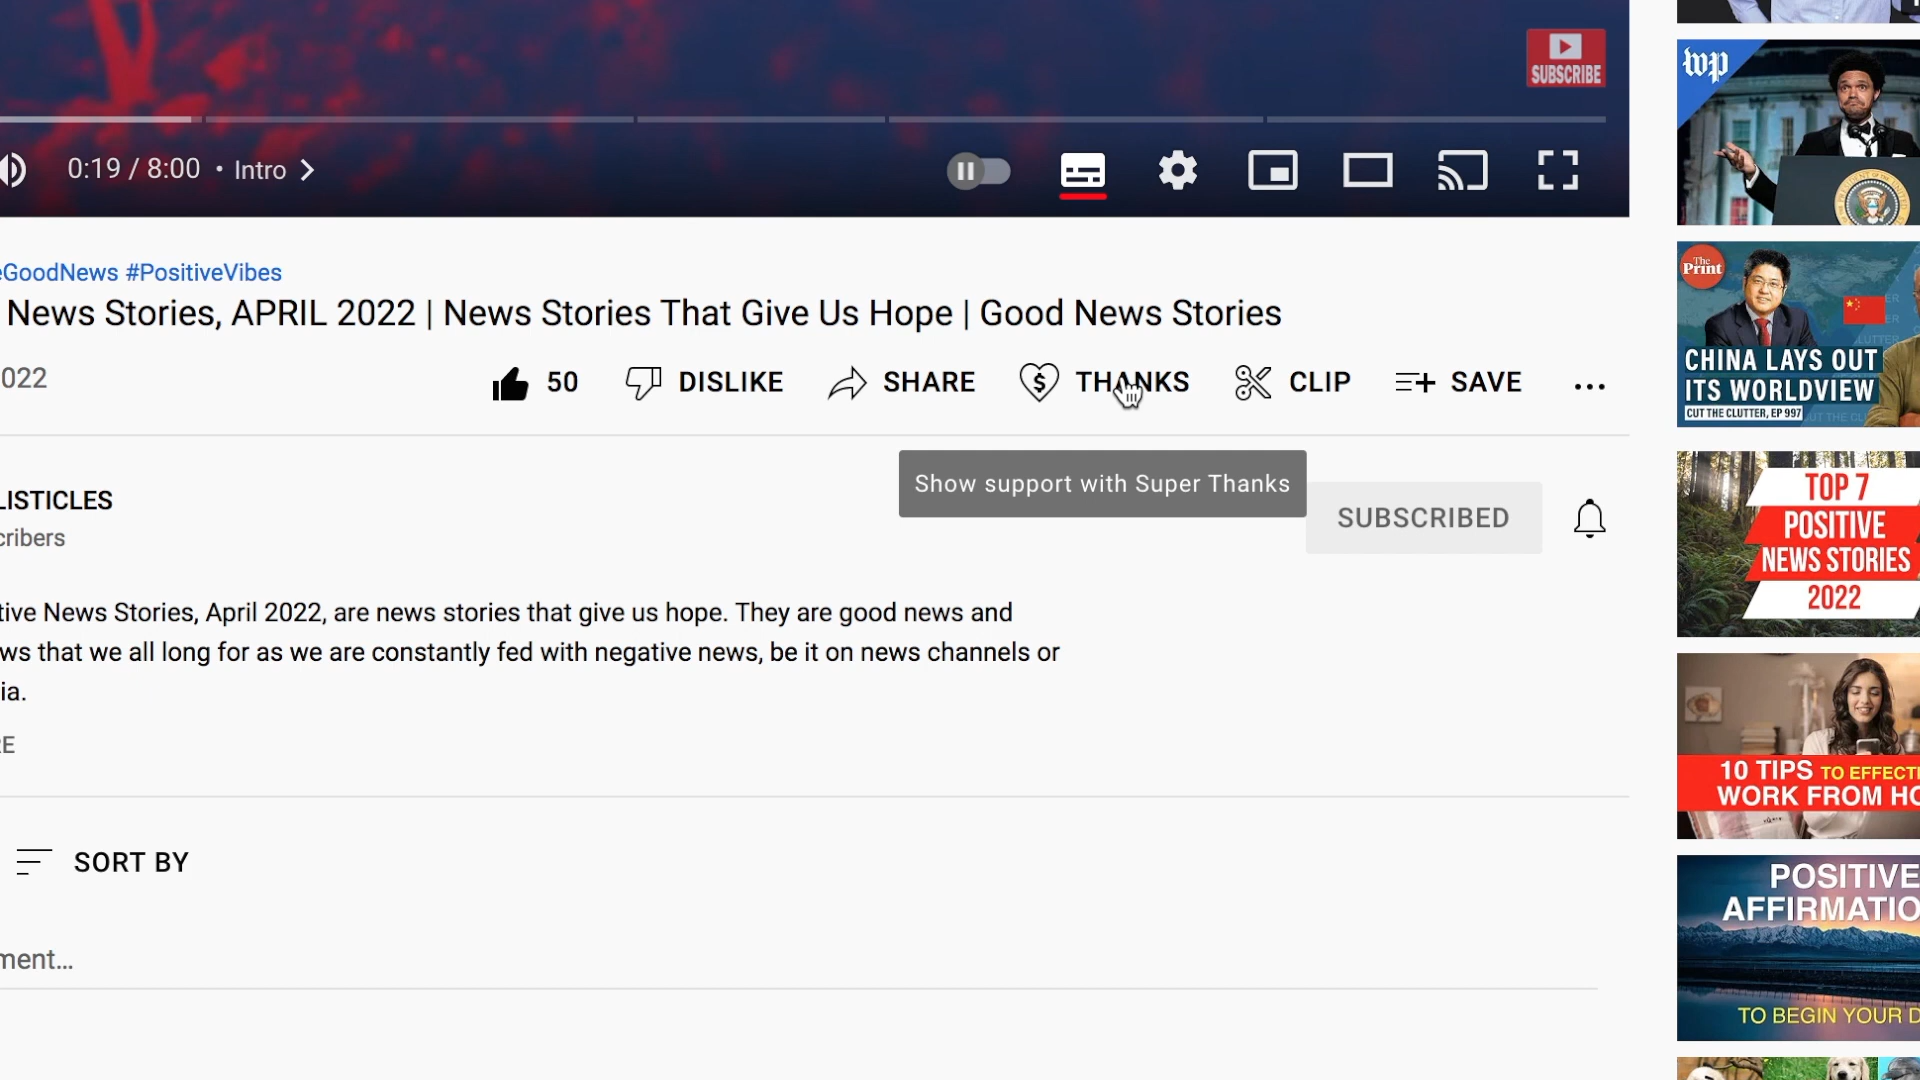 SUBSCRIBE
0:19 / 8:00 • Intro
eGoodNews #PositiveVibes
News Stories, APRIL 2022 | News Stories That Give Us Hope | Good News Stories
022
50
DISLIKE
SHARE
THANKS
CLIP
SAVE
Show support with Super Thanks
LISTICLES
cribers
SUBSCRIBED
tive News Stories, April 2022, are news stories that give us hope. They are good news and
ws that we all long for as we are constantly fed with negative news, be it on news channels or
ia.
RE
SORT BY
ment...
wp
The
Print
CHINA LAYS OUT
ITS WORLDVIEW
CUT THE CLUTTER, EP 997
TOP 7
POSITIVE
NEWS STORIES
2022
10 TIPS TO EFFECTI
WORK FROM HO
POSITIVE
AFFIRMATIO
TO BEGIN YOUR D